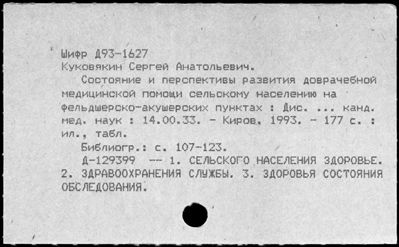 Шифр Д93-1627
Куковякин Сергей Анатольевич.
Состояние и перспективы развития доврачебной
медицинской помощи сельскому населению на
фельдшерско-акушерских пунктах : Дис. ... канд.
мед. наук : 14.00.33. - Киров, 1993. - 177 с. :
ил., табл.
Библиогр.: с. 107-123.
Д-129399 -- 1. СЕЛЬСКОГО НАСЕЛЕНИЯ ЗДОРОВЬЕ.
2. ЗДРАВООХРАНЕНИЯ СЛУЖБЫ. 3. ЗДОРОВЬЯ СОСТОЯНИЯ
ОБСЛЕДОВАНИЯ.